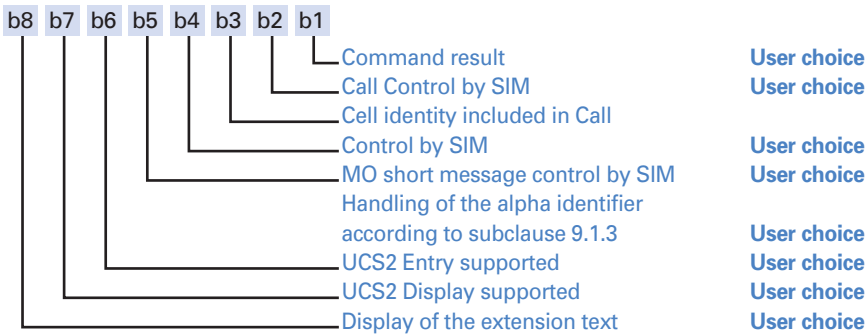 b8 b7 b6 b5 b4 b3 b2 b1
Command result User choice
Call Control by SIM User choice
Cell identity included in Call
Control by SIM User choice
MO short message control by SIM User choice
Handling of the alpha identifier
according to subclause 9.1.3 User choice
UCS2 Entry supported User choice
UCS2 Display supported User choice
Display of the extension text User choice